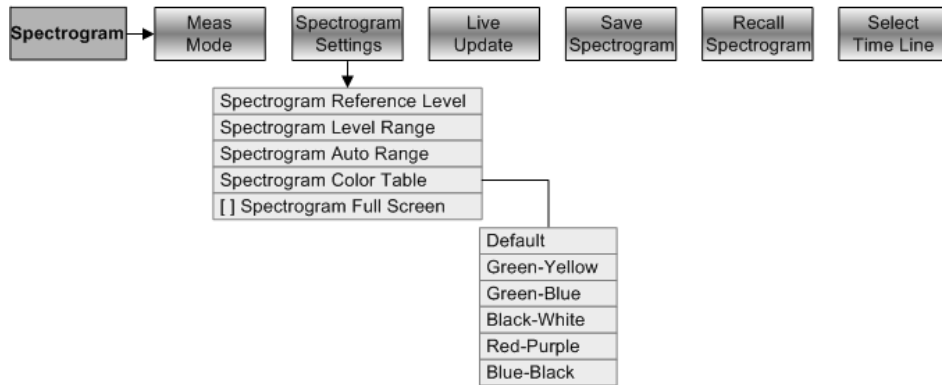 Spectrogram
Meas
Mode
Spectrogram
Settings
Live
Update
Save
Spectrogram
Recall
Spectrogram
Select
Time Line
Spectrogram Reference Level
Spectrogram Level Range
Spectrogram Auto Range
Spectrogram Color Table
[ ] Spectrogram Full Screen
Default
Green-Yellow
Green-Blue
Black-White
Red-Purple
Blue-Black